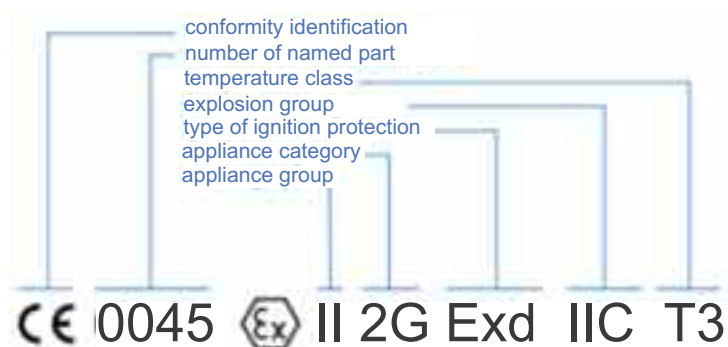 conformity identification
number of named part
temperature class
explosion group
type of ignition protection
appliance category
appliance group
CE 0045 Ex II 2G Exd IIC T3